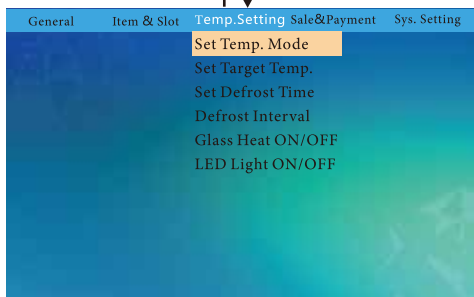 General Item & Slot Temp.Setting Sale&Payment Sys. Setting
Set Temp. Mode
Set Target Temp.
Set Defrost Time
Defrost Interval
Glass Heat ON/OFF
LED Light ON/OFF